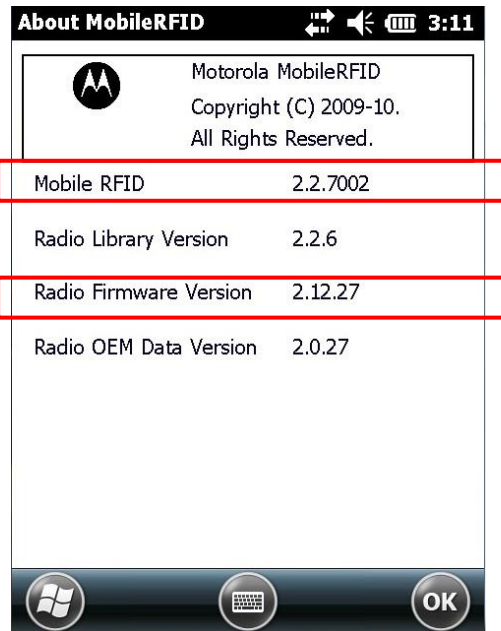 About MobileRFID 3:11
Motorola MobileRFID
Copyright (C) 2009-10.
All Rights Reserved.
Mobile RFID 2.2.7002
Radio Library Version 2.2.6
Radio Firmware Version 2.12.27
Radio OEM Data Version 2.0.27
OK